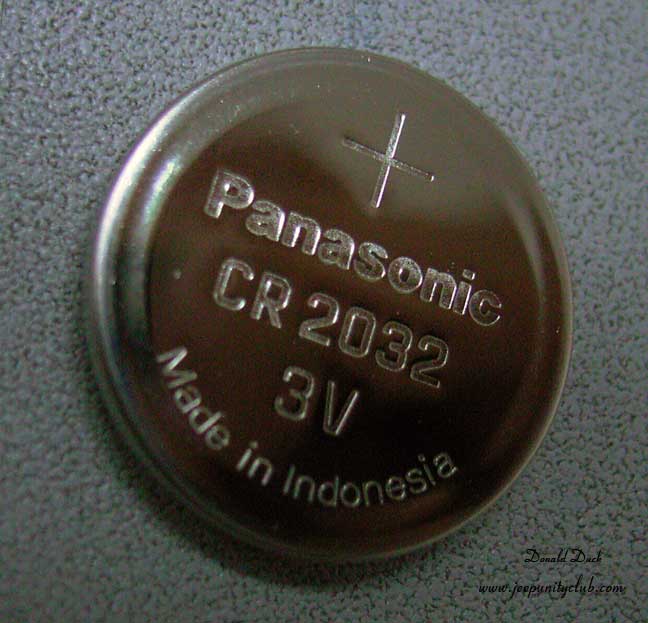 +
Panasonic
CR 2032
3V
Made in Indonesia
Donald Duck
www.jeepunityclub.com